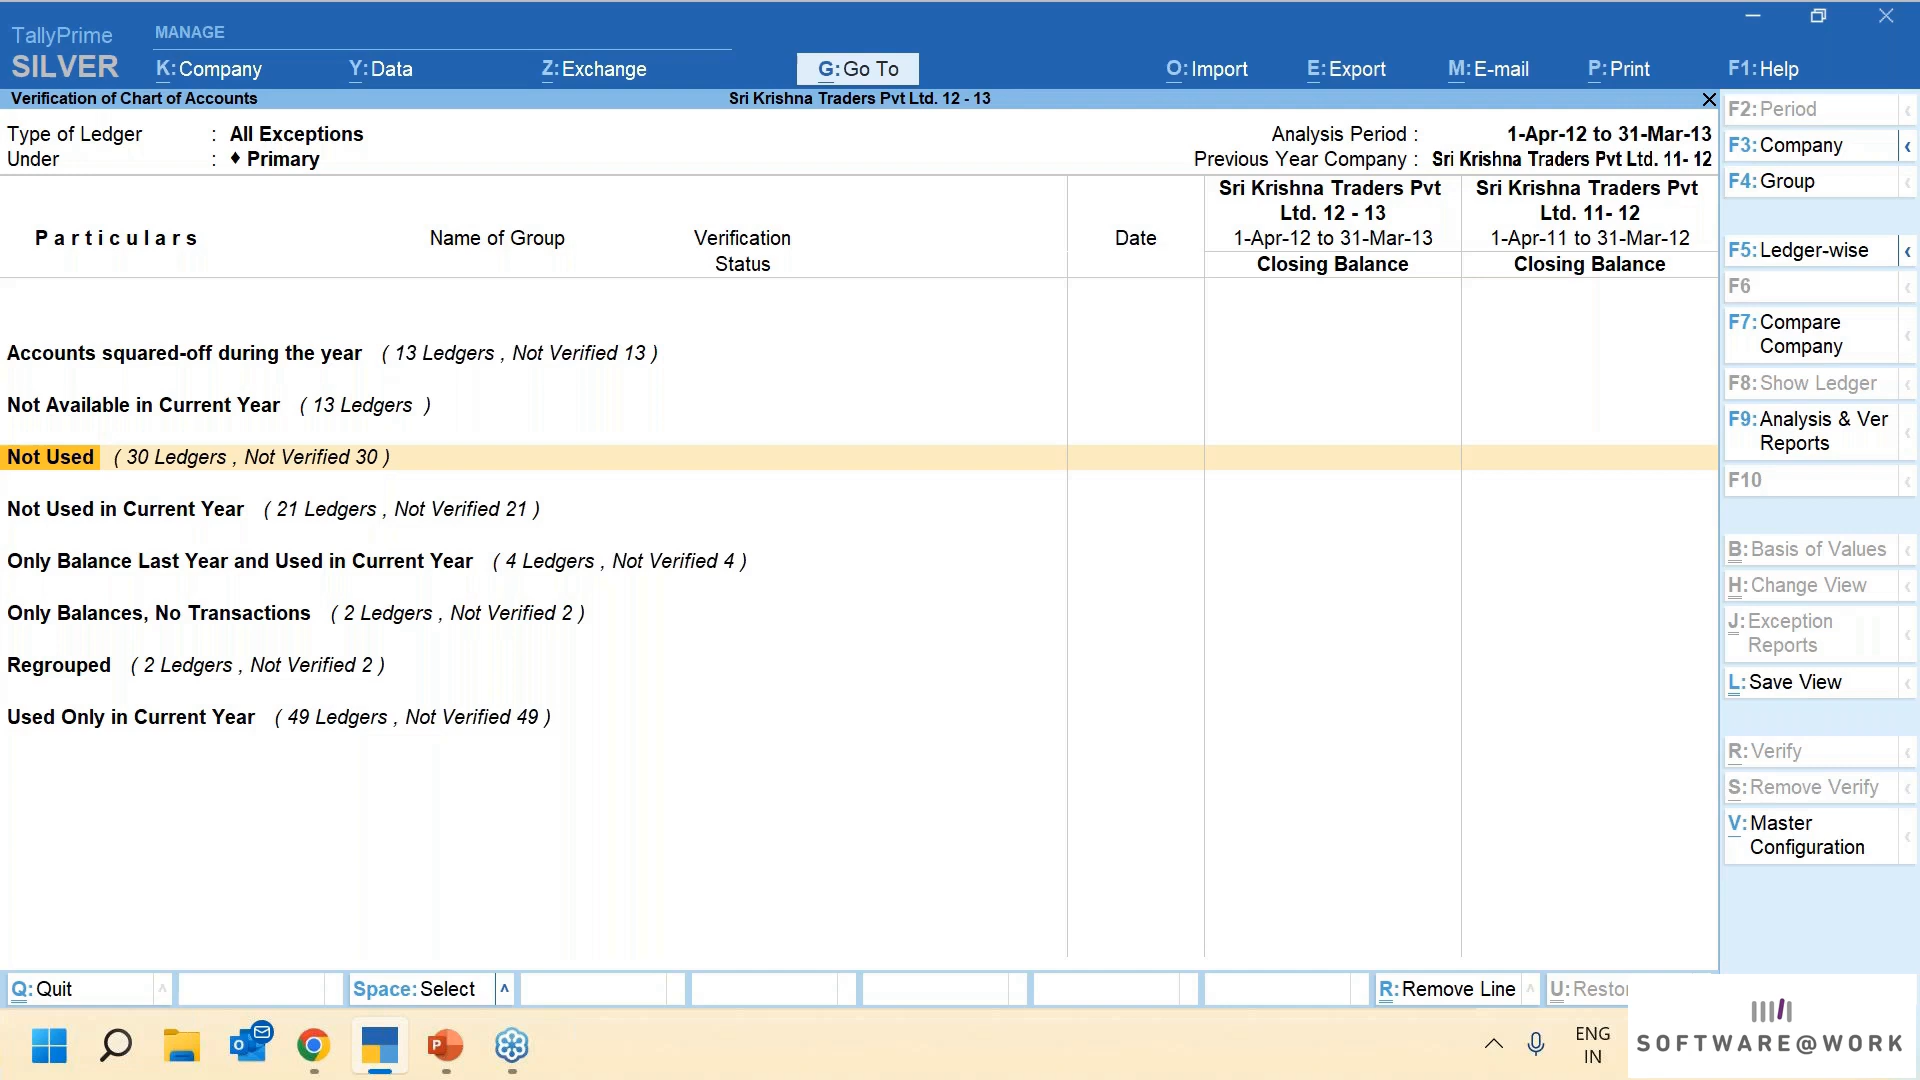 TallyPrime
SILVER
MANAGE
K:Company
Y:Data
Z:Exchange
G:Go To
O:Import
E:Export
M:E-mail
P:Print
F1:Help
Verification of Chart of Accounts
Sri Krishna Traders Pvt Ltd. 12 - 13
Type of Ledger : All Exceptions
Under : ♦ Primary
Analysis Period : 1-Apr-12 to 31-Mar-13
Previous Year Company : Sri Krishna Traders Pvt Ltd. 11- 12
Particulars
Name of Group
Verification
Status
Date
Sri Krishna Traders Pvt
Ltd. 12 - 13
1-Apr-12 to 31-Mar-13
Closing Balance
Sri Krishna Traders Pvt
Ltd. 11- 12
1-Apr-11 to 31-Mar-12
Closing Balance
Accounts squared-off during the year ( 13 Ledgers , Not Verified 13 )
Not Available in Current Year ( 13 Ledgers )
Not Used ( 30 Ledgers , Not Verified 30 )
Not Used in Current Year ( 21 Ledgers , Not Verified 21 )
Only Balance Last Year and Used in Current Year ( 4 Ledgers , Not Verified 4 )
Only Balances, No Transactions ( 2 Ledgers , Not Verified 2 )
Regrouped ( 2 Ledgers , Not Verified 2 )
Used Only in Current Year ( 49 Ledgers , Not Verified 49 )
F2:Period
F3:Company
F4:Group
F5:Ledger-wise
F6
F7:Compare
Company
F8:Show Ledger
F9:Analysis & Ver
Reports
F10
B:Basis of Values
H:Change View
J:Exception
Reports
L:Save View
R:Verify
S:Remove Verify
V:Master
Configuration
Q:Quit
Space:Select
R:Remove Line
U:Resto
ENG
IN
SOFTWARE@WORK